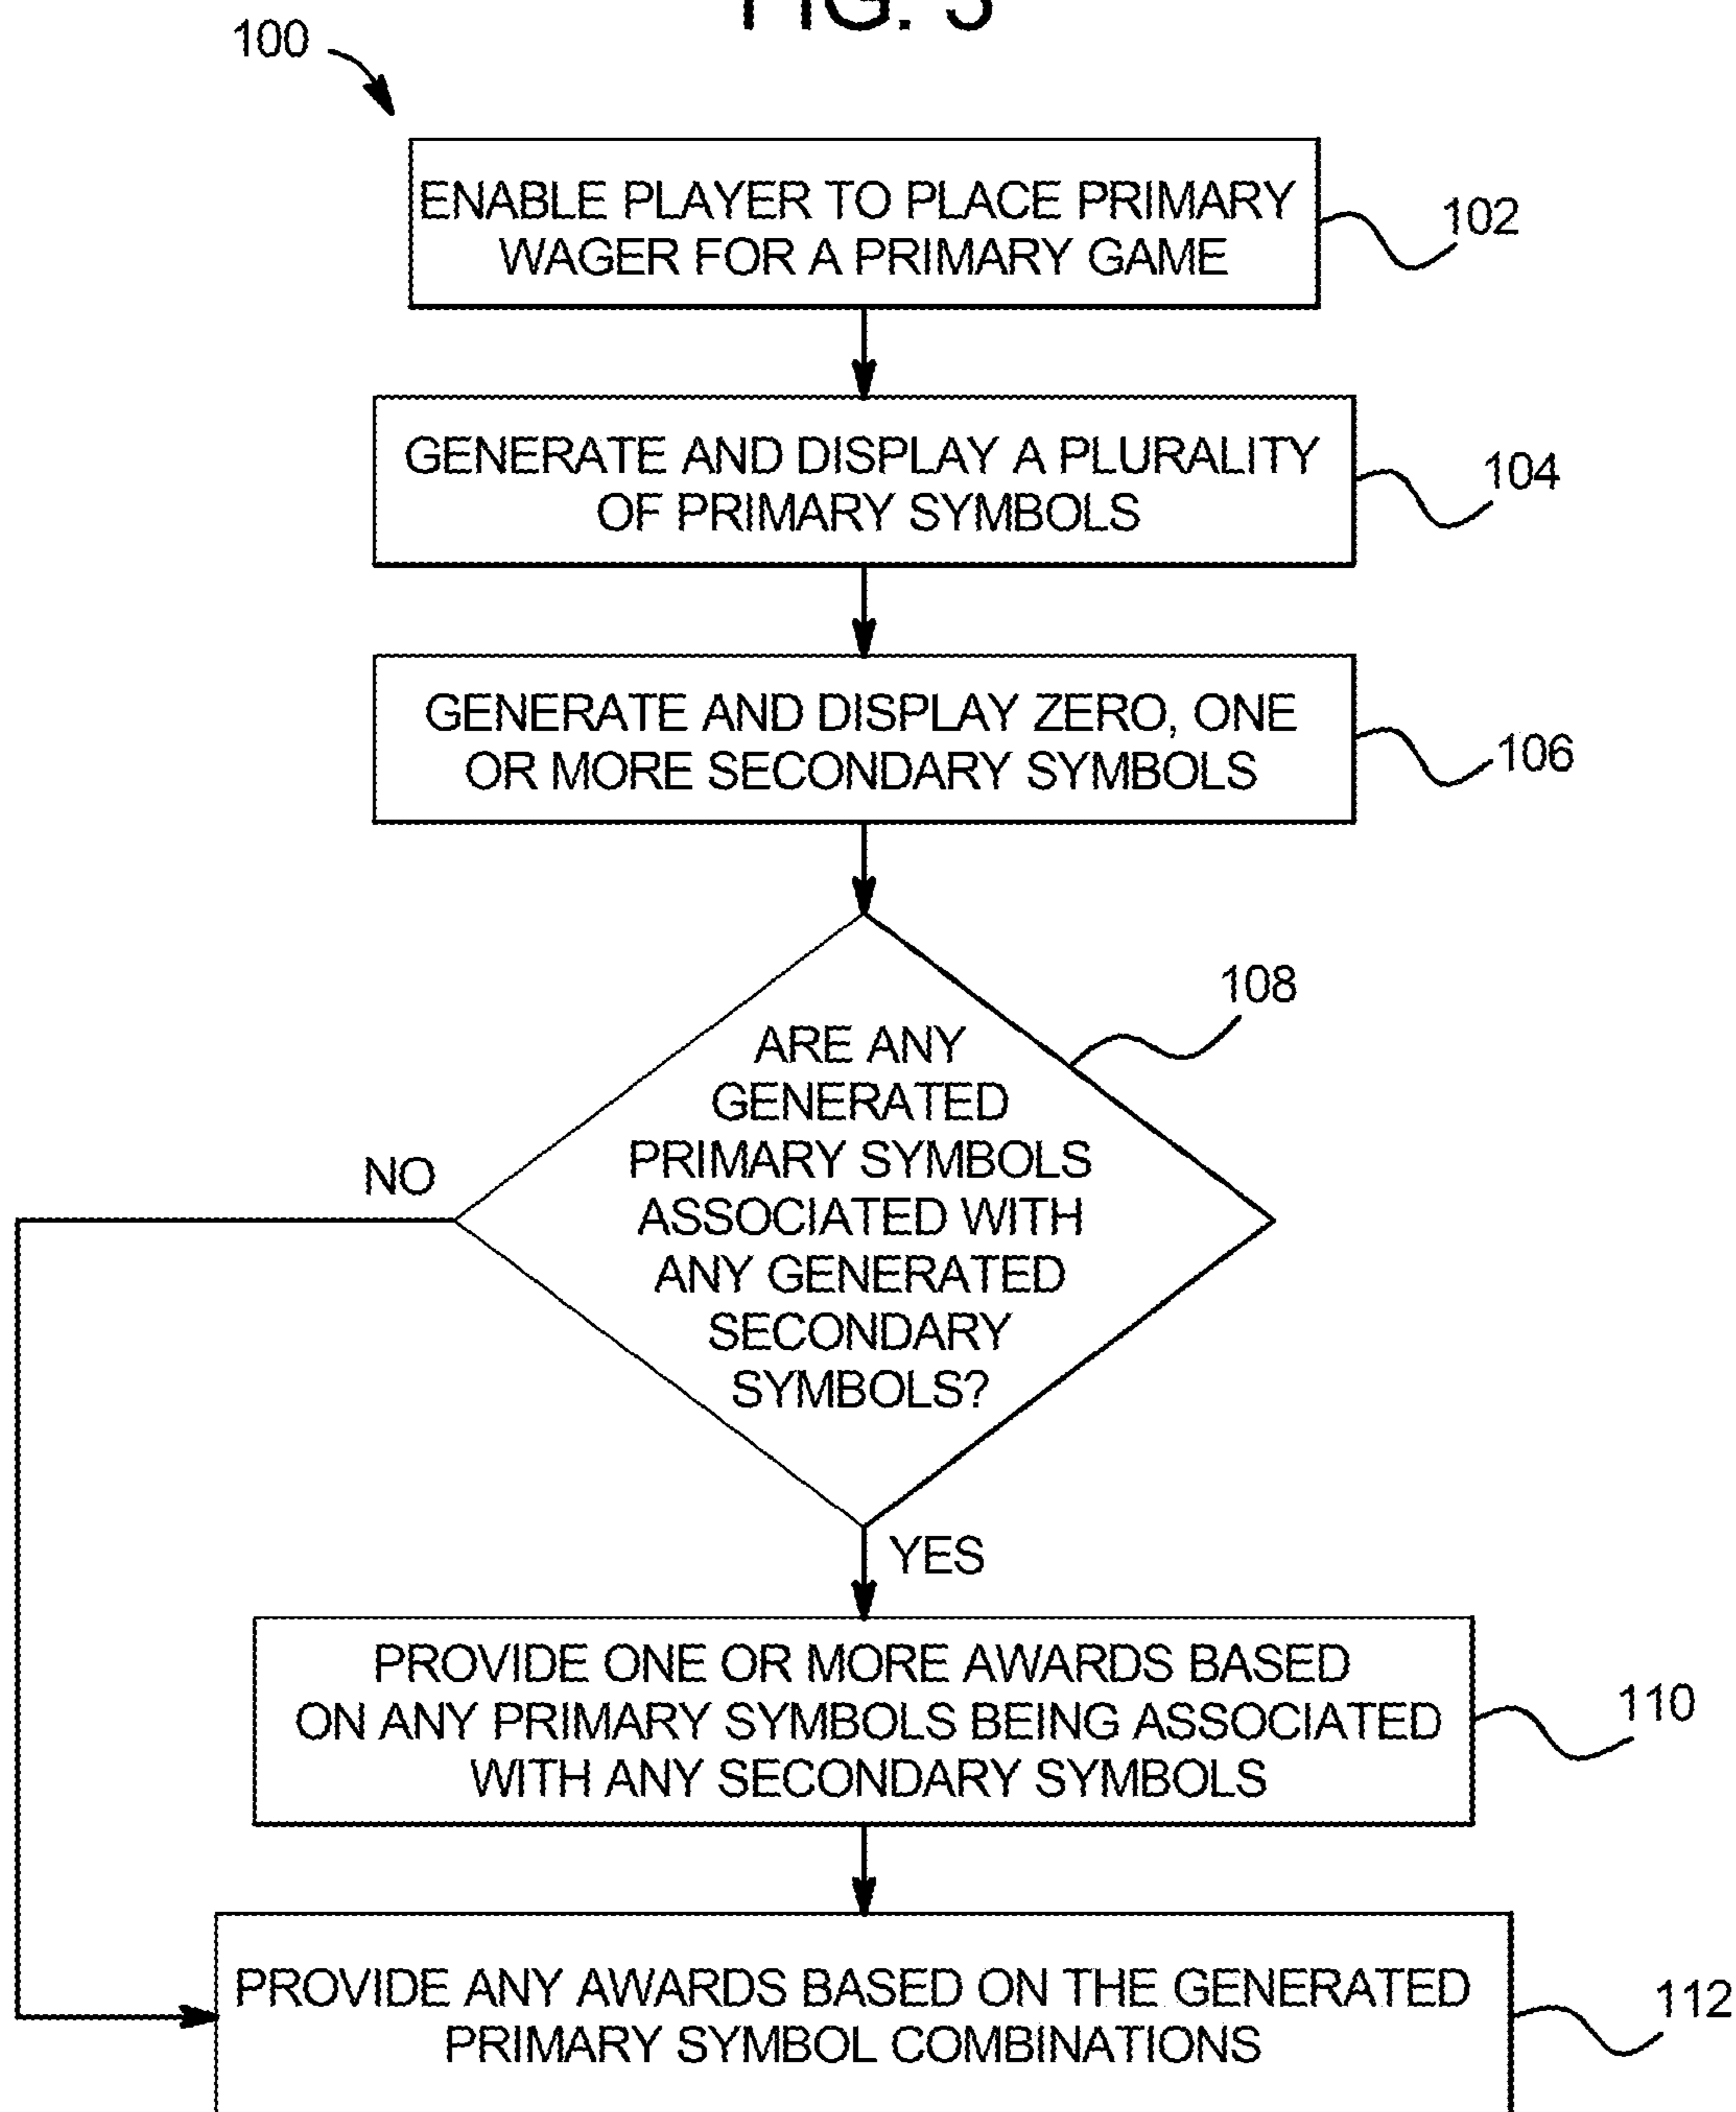 100
ENABLE PLAYER TO PLACE PRIMARY
WAGER FOR A PRIMARY GAME
102
GENERATE AND DISPLAY A PLURALITY
OF PRIMARY SYMBOLS
104
GENERATE AND DISPLAY ZERO, ONE
OR MORE SECONDARY SYMBOLS
106
108
ARE ANY
GENERATED
PRIMARY SYMBOLS
ASSOCIATED WITH
ANY GENERATED
SECONDARY
SYMBOLS?
NO
YES
PROVIDE ONE OR MORE AWARDS BASED
ON ANY PRIMARY SYMBOLS BEING ASSOCIATED
WITH ANY SECONDARY SYMBOLS
110
PROVIDE ANY AWARDS BASED ON THE GENERATED
PRIMARY SYMBOL COMBINATIONS
112